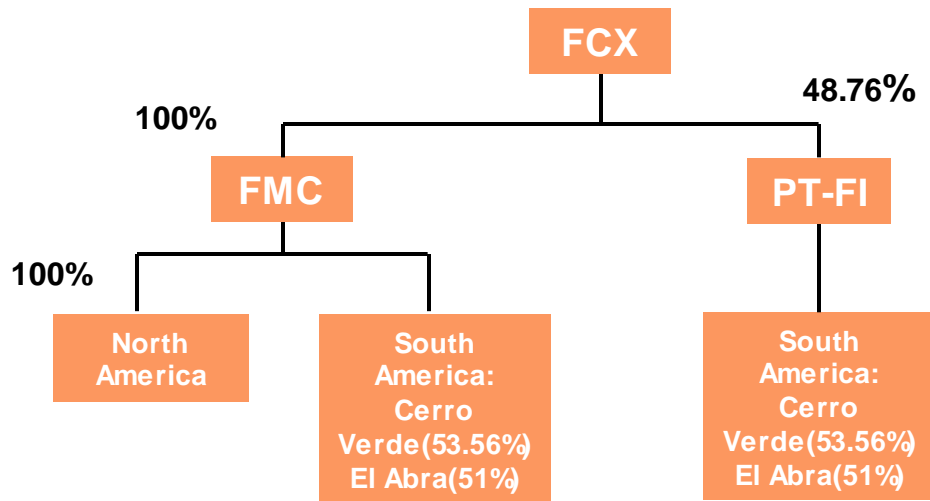 FCX
48.76%
100%
FMC
PT-FI
100%
North
America
South
America:
Cerro
Verde(53.56%)
El Abra(51%)
South
America:
Cerro
Verde(53.56%)
El Abra(51%)